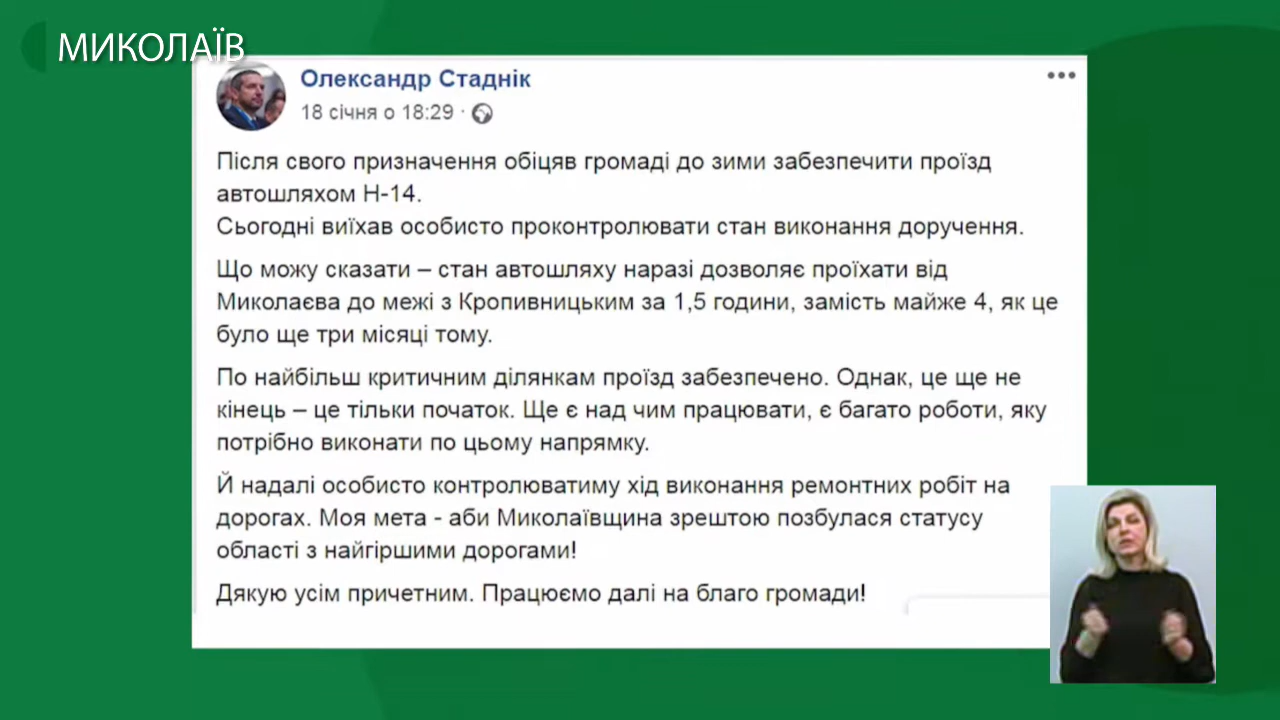 МИКОЛАЇВ
Олександр Стаднік
18 січня о 18:29 ·
Після свого призначення обіцяв громаді до зими забезпечити проїзд
автошляхом Н-14.
Сьогодні виїхав особисто проконтролювати стан виконання доручення.
Що можу сказати – стан автошляху наразі дозволяє проїхати від
Миколаєва до межі з Кропивницьким за 1,5 години, замість майже 4, як це
було ще три місяці тому.
По найбільш критичним ділянкам проїзд забезпечено. Однак, це ще не
кінець – це тільки початок. Ще є над чим працювати, є багато роботи, яку
потрібно виконати по цьому напрямку.
Й надалі особисто контролюватиму хід виконання ремонтних робіт на
дорогах. Моя мета - аби Миколаївщина зрештою позбулася статусу
області з найгіршими дорогами!
Дякую усім причетним. Працюємо далі на благо громади!